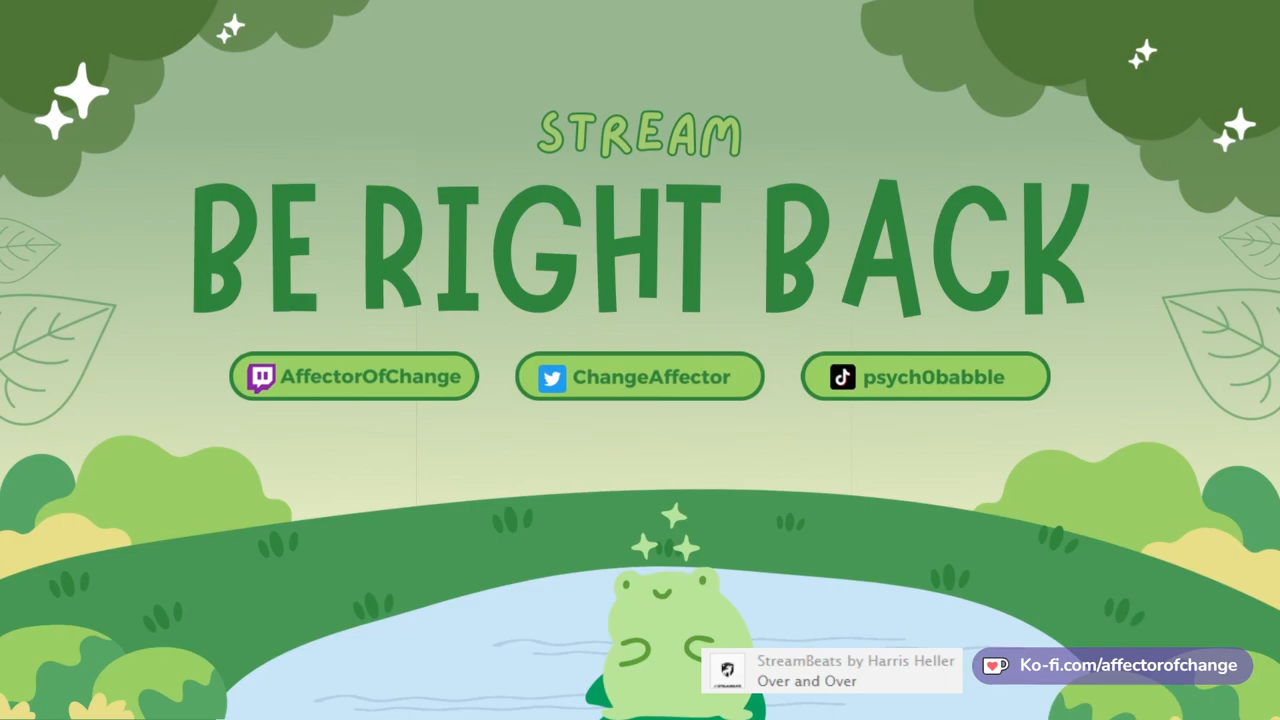 STREAM
BE RIGHT BACK
AffectorOfChange
ChangeAffector
psych0babble
StreamBeats by Harris Heller
Over and Over
Ko-fi.com/affectorofchange